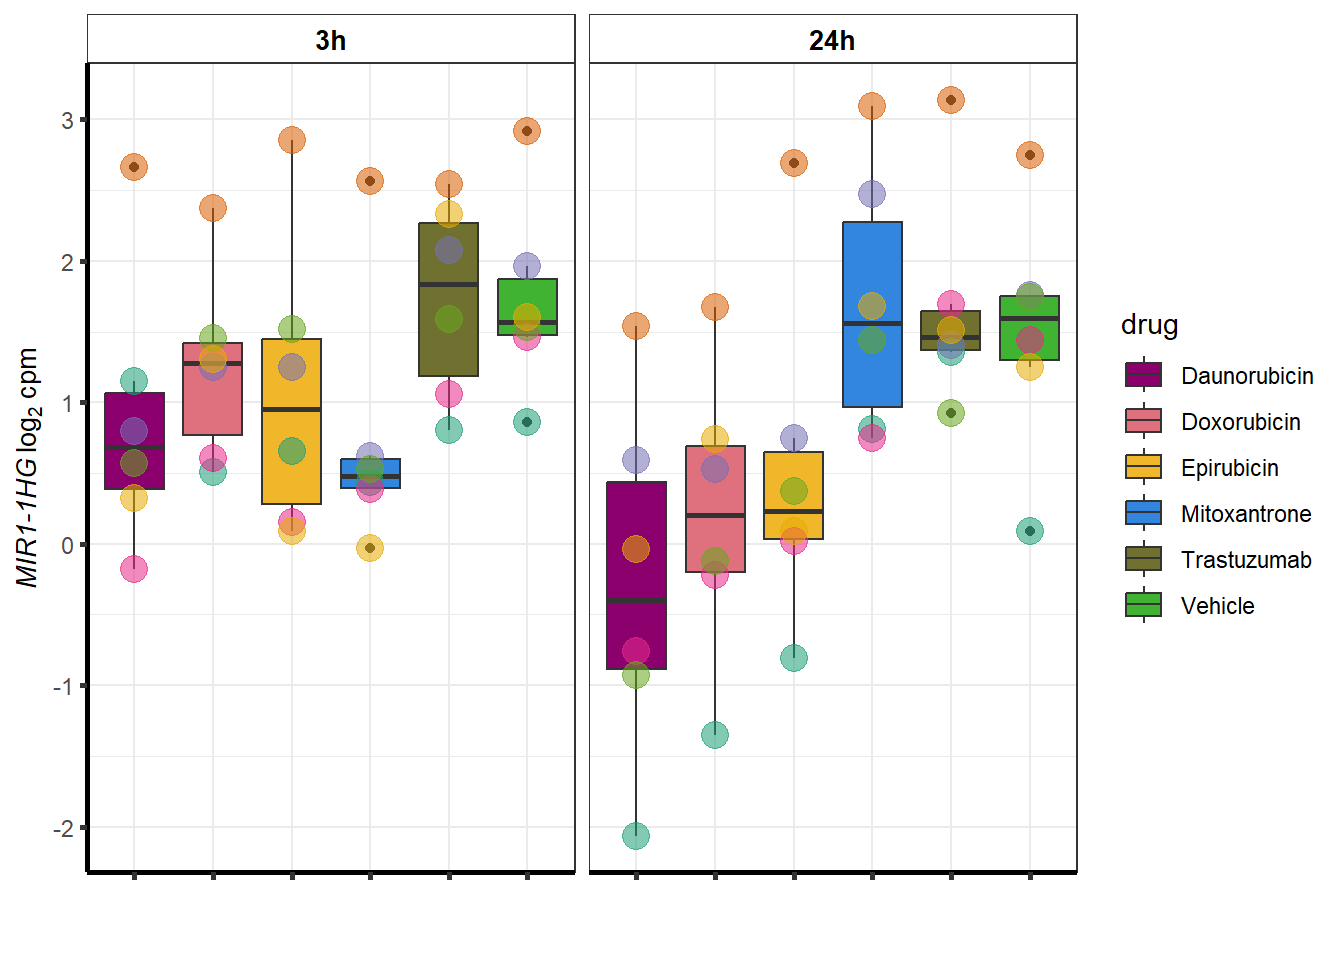 3h
24h
3
2
1
0
-1
-2
MIR1-1HG log₂ cpm
drug
Daunorubicin
Doxorubicin
Epirubicin
Mitoxantrone
Trastuzumab
Vehicle